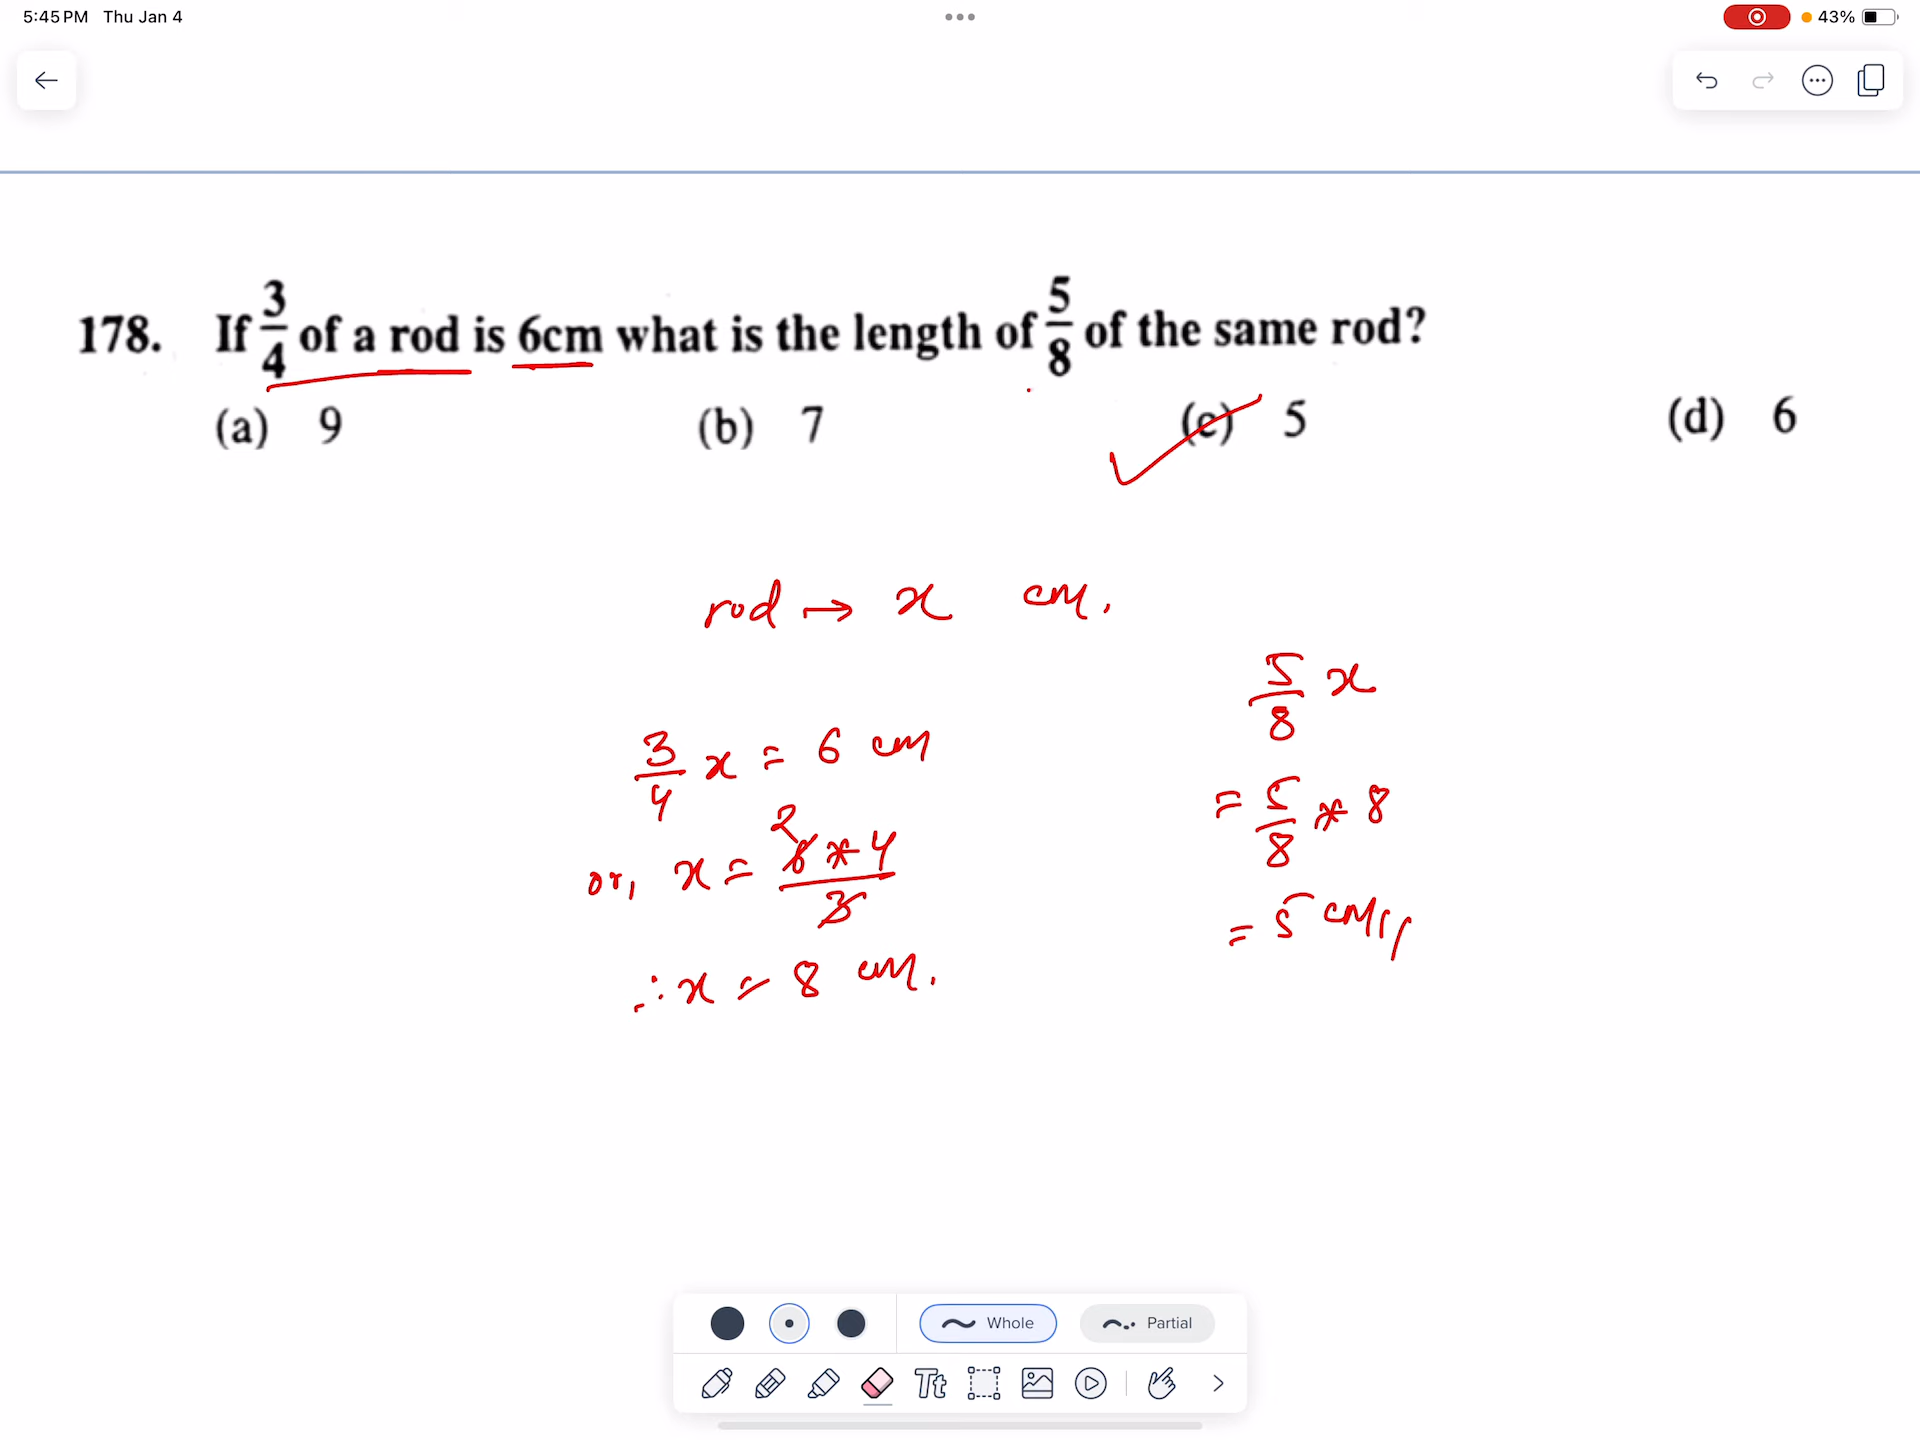 5:45 PM Thu Jan 4
43%
178. If 3/4 of a rod is 6cm what is the length of 5/8 of the same rod?
(a) 9 (b) 7 (c) 5 (d) 6
rod → x cm.
3/4 x = 6 cm
or, x = 6 * 4 / 3
2
∴ x = 8 cm.
5/8 x
= 5/8 * 8
= 5 cm //
Whole Partial
Tt